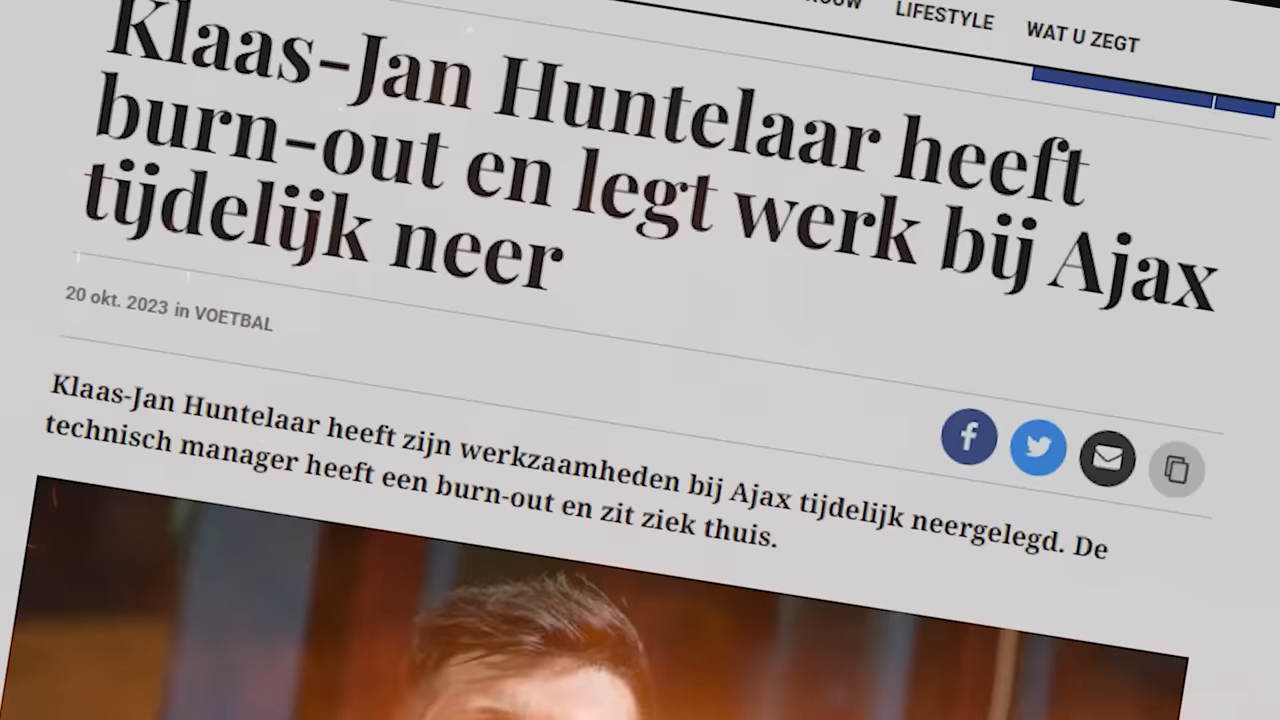 LIFESTYLE WAT U ZEGT
Klaas-Jan Huntelaar heeft
burn-out en legt werk bij Ajax
tijdelijk neer
20 okt. 2023 in VOETBAL
Klaas-Jan Huntelaar heeft zijn werkzaamheden bij Ajax tijdelijk neergelegd. De
technisch manager heeft een burn-out en zit ziek thuis.